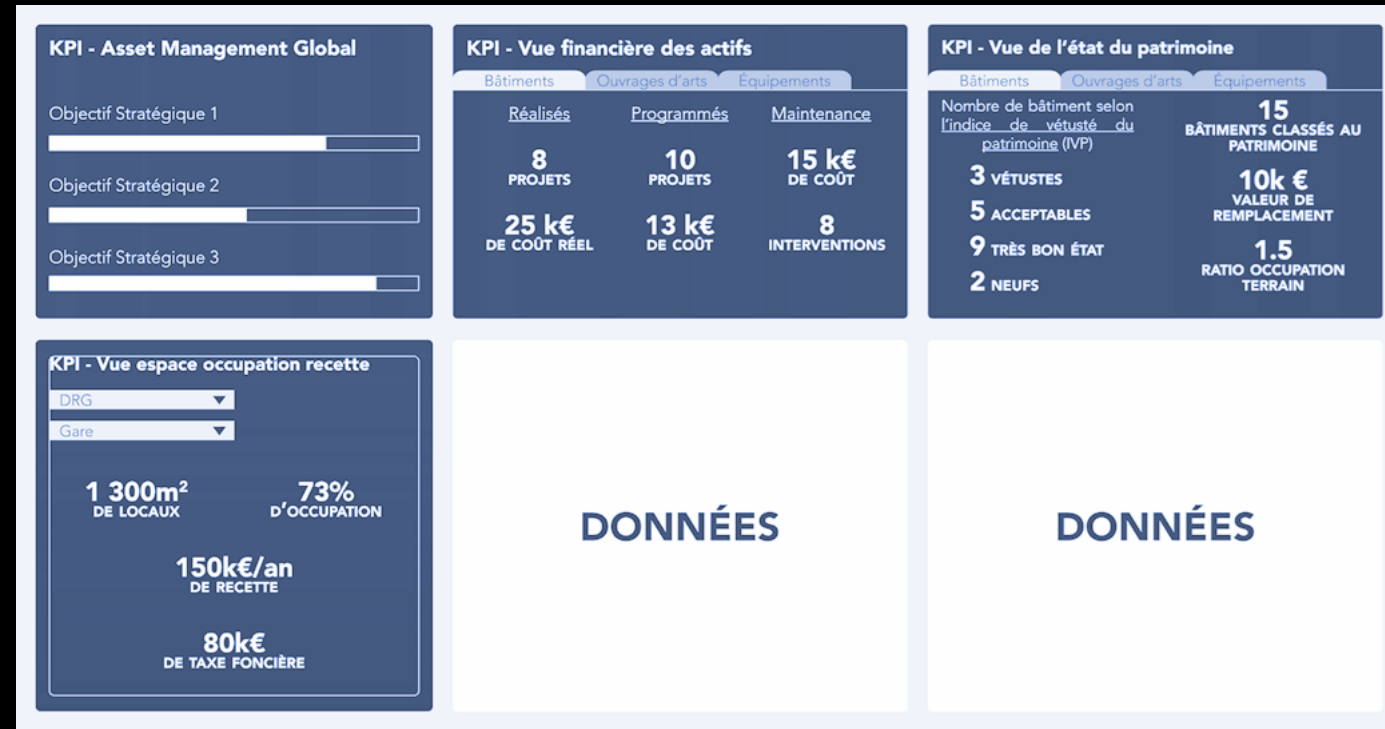 KPI - Asset Management Global
Objectif Stratégique 1
Objectif Stratégique 2
Objectif Stratégique 3
KPI - Vue financière des actifs
Bâtiments
Ouvrages d'arts
Équipements
Réalisés
Programmés
Maintenance
8
PROJETS
10
PROJETS
15 k€
DE COÛT
25 k€
DE COÛT RÉEL
13 k€
DE COÛT
8
INTERVENTIONS
KPI - Vue de l'état du patrimoine
Bâtiments
Ouvrages d'arts
Équipements
Nombre de bâtiment selon
l'indice de vétusté du
patrimoine (IVP)
3 VÉTUSTES
5 ACCEPTABLES
9 TRÈS BON ÉTAT
2 NEUFS
15
BÂTIMENTS CLASSÉS AU
PATRIMOINE
10k €
VALEUR DE
REMPLACEMENT
1.5
RATIO OCCUPATION
TERRAIN
KPI - Vue espace occupation recette
DRG
Gare
1 300m²
DE LOCAUX
73%
D'OCCUPATION
150k€/an
DE RECETTE
80k€
DE TAXE FONCIÈRE
DONNÉES
DONNÉES